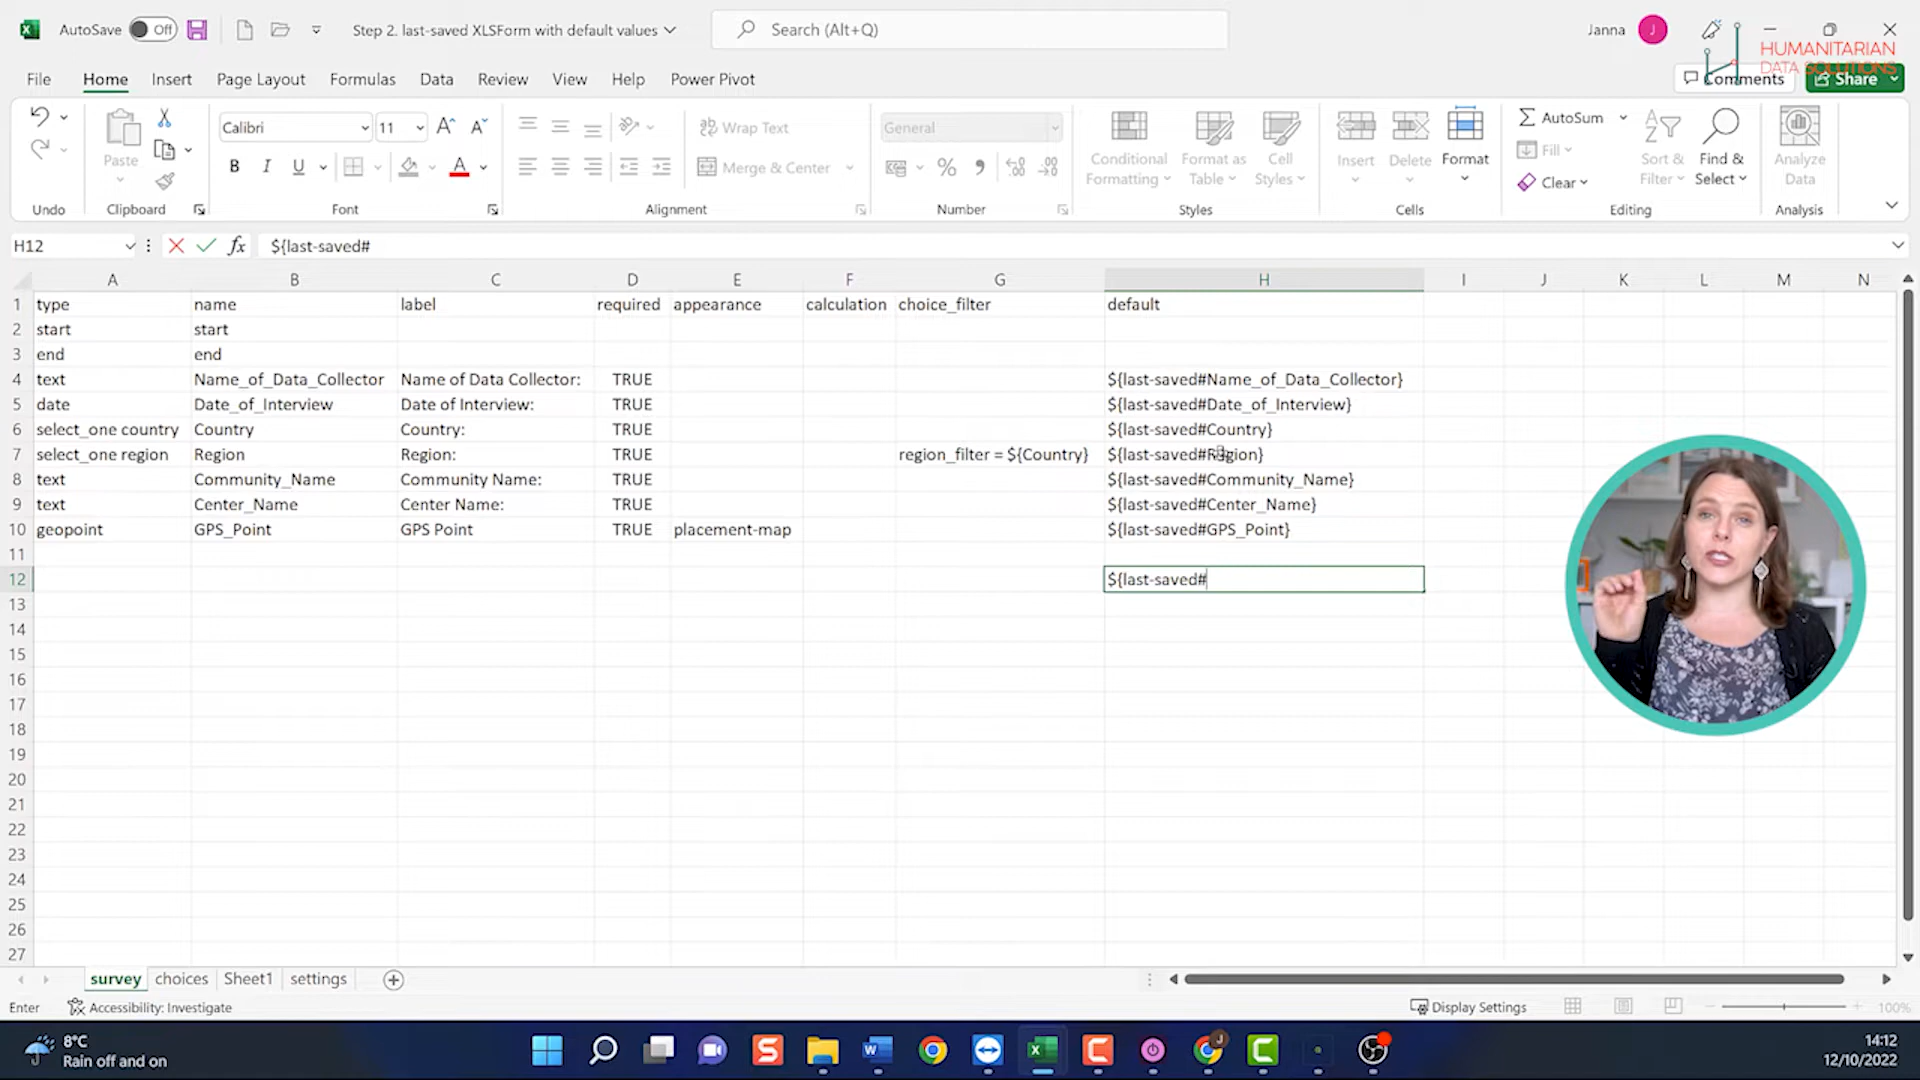 AutoSave Off Step 2. last-saved XLSForm with default values Search (Alt+Q) Janna J
HUMANITARIAN
DATA SOLUTIONS
File Home Insert Page Layout Formulas Data Review View Help Power Pivot Comments Share
Paste
Calibri 11
B I U A
Wrap Text
Merge & Center
General
Conditional Formatting
Format as Table
Cell Styles
Insert Delete Format
AutoSum
Fill
Clear
Sort & Filter
Find & Select
Analyze Data
Undo Clipboard Font Alignment Number Styles Cells Editing Analysis
H12 fx ${last-saved#
A B C D E F G H I J K L M N
1 type name label required appearance calculation choice_filter default
2 start start
3 end end
4 text Name_of_Data_Collector Name of Data Collector: TRUE ${last-saved#Name_of_Data_Collector}
5 date Date_of_Interview Date of Interview: TRUE ${last-saved#Date_of_Interview}
6 select_one country Country Country: TRUE ${last-saved#Country}
7 select_one region Region Region: TRUE region_filter = ${Country} ${last-saved#Region}
8 text Community_Name Community Name: TRUE ${last-saved#Community_Name}
9 text Center_Name Center Name: TRUE ${last-saved#Center_Name}
10 geopoint GPS_Point GPS Point TRUE placement-map ${last-saved#GPS_Point}
11
12 ${last-saved#
13
14
15
16
17
18
19
20
21
22
23
24
25
26
27
survey choices Sheet1 settings
Enter Accessibility: Investigate Display Settings 100%
8°C
Rain off and on
14:12
12/10/2022